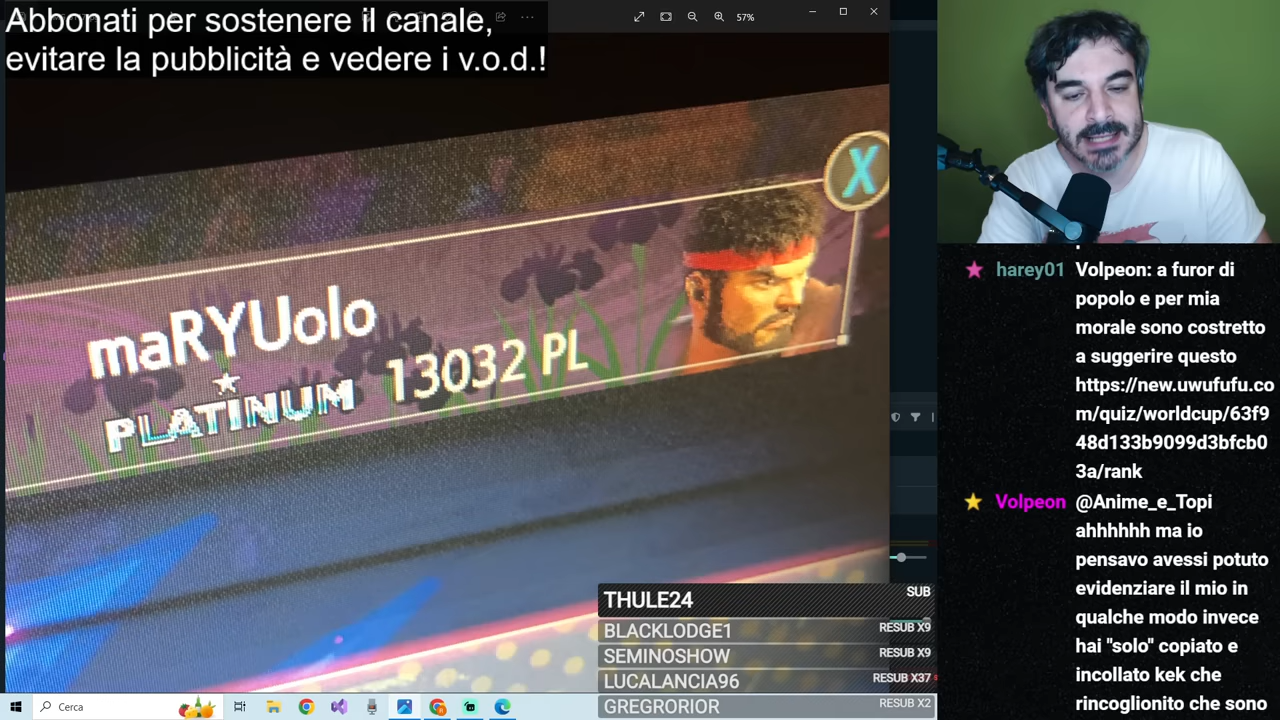 Abbonati per sostenere il canale,
evitare la pubblicità e vedere i v.o.d.!
57%
X
maRYUolo
PLATINUM 13032 PL
harey01 Volpeon: a furor di
popolo e per mia
morale sono costretto
a suggerire questo
https://new.uwufufu.co
m/quiz/worldcup/63f9
48d133b9099d3bfcb0
3a/rank
Volpeon @Anime_e_Topi
ahhhhhh ma io
pensavo avessi potuto
evidenziare il mio in
qualche modo invece
hai "solo" copiato e
incollato kek che
rincoglionito che sono
THULE24 SUB
BLACKLODGE1 RESUB X9
SEMINOSHOW RESUB X9
LUCALANCIA96 RESUB X37
GREGRORIOR RESUB X2
Cerca